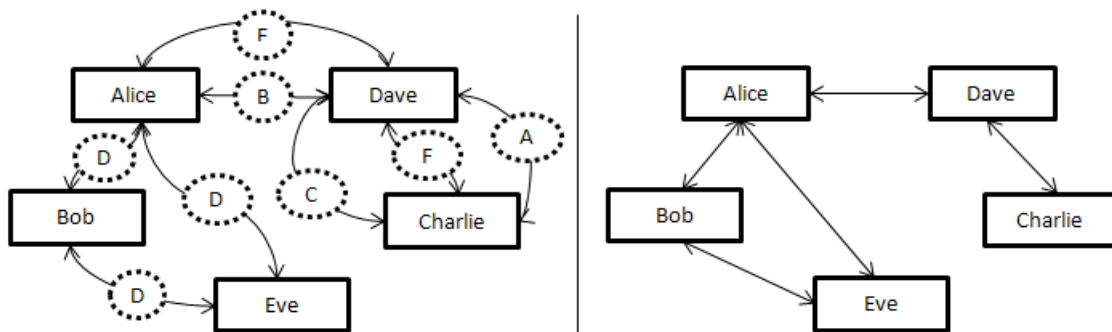 F
Alice
B
Dave
A
D
F
D
C
Bob
Charlie
D
Eve
Alice
Dave
Bob
Charlie
Eve